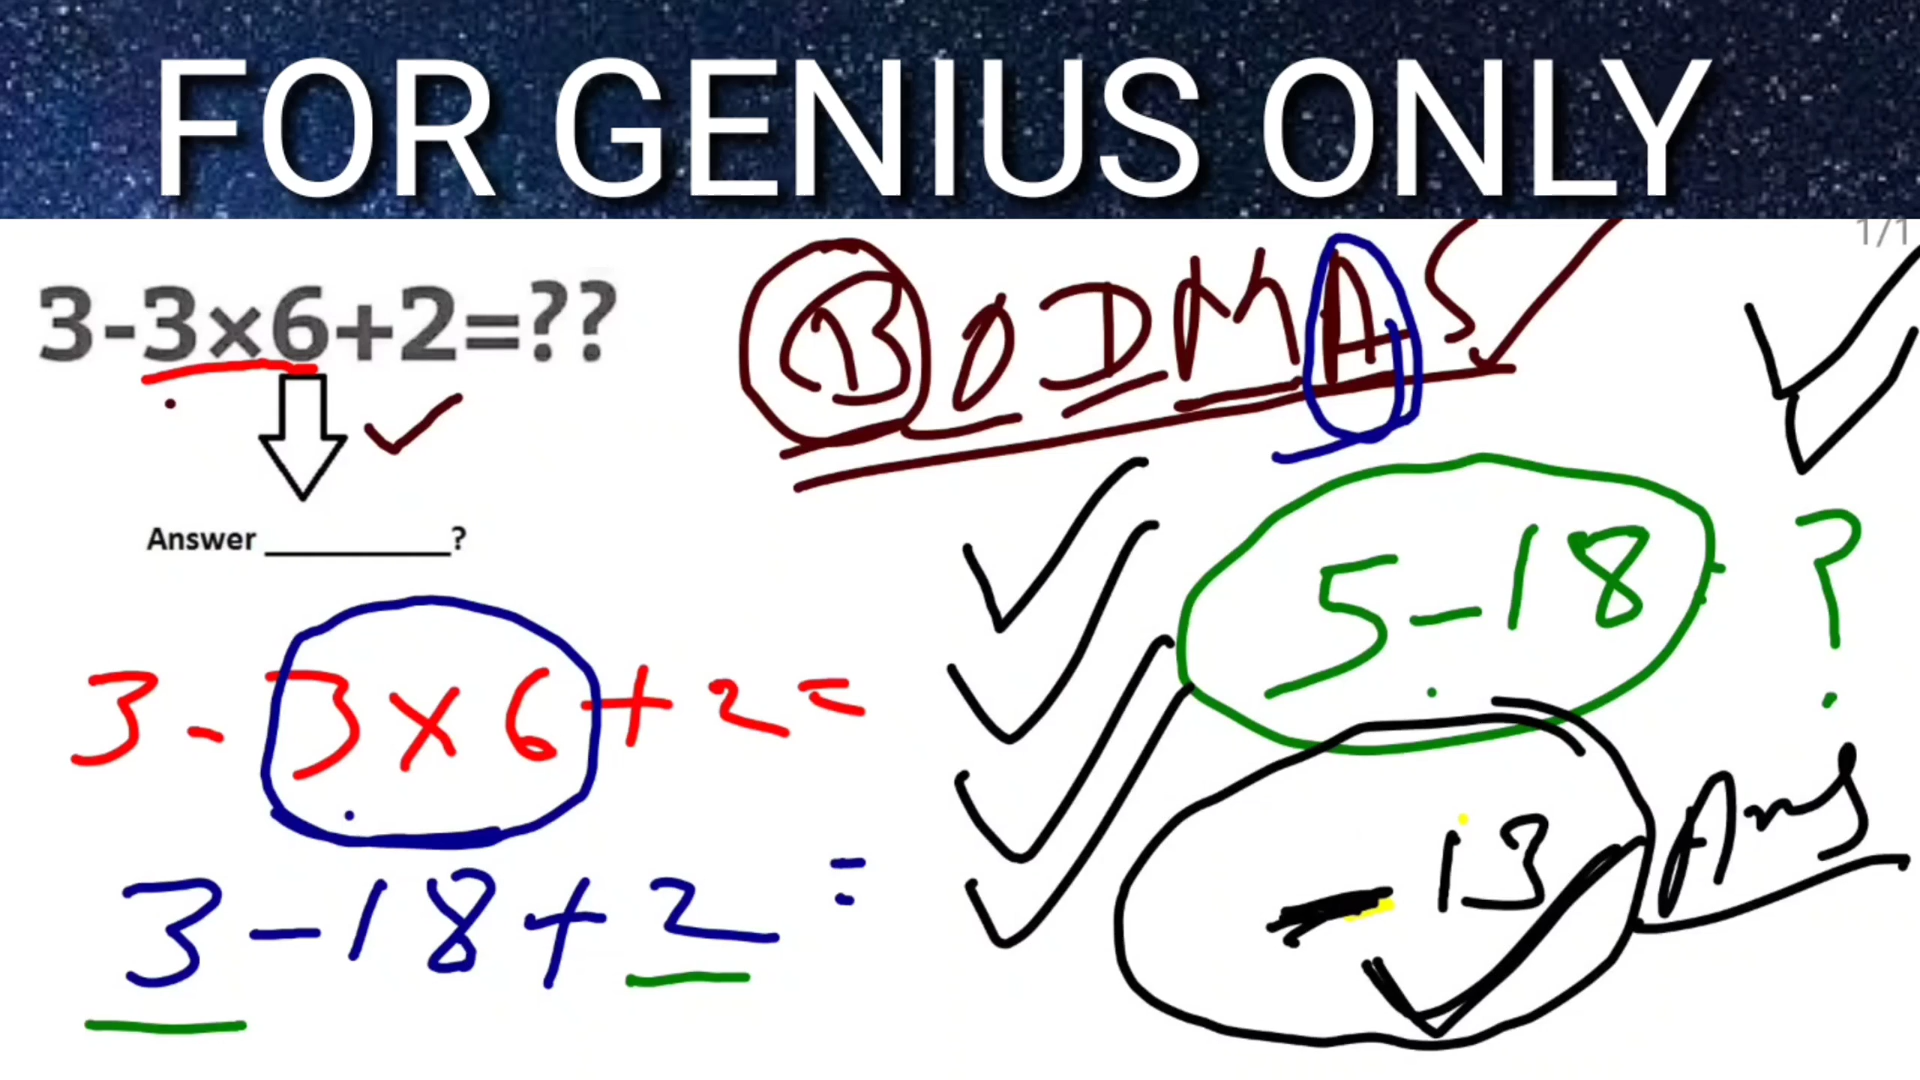 FOR GENIUS ONLY
1/1
3-3×6+2=??
BODMAS
Answer __________?
5-18 ?
3-3×6+2=
3-18+2=
-13 Ans